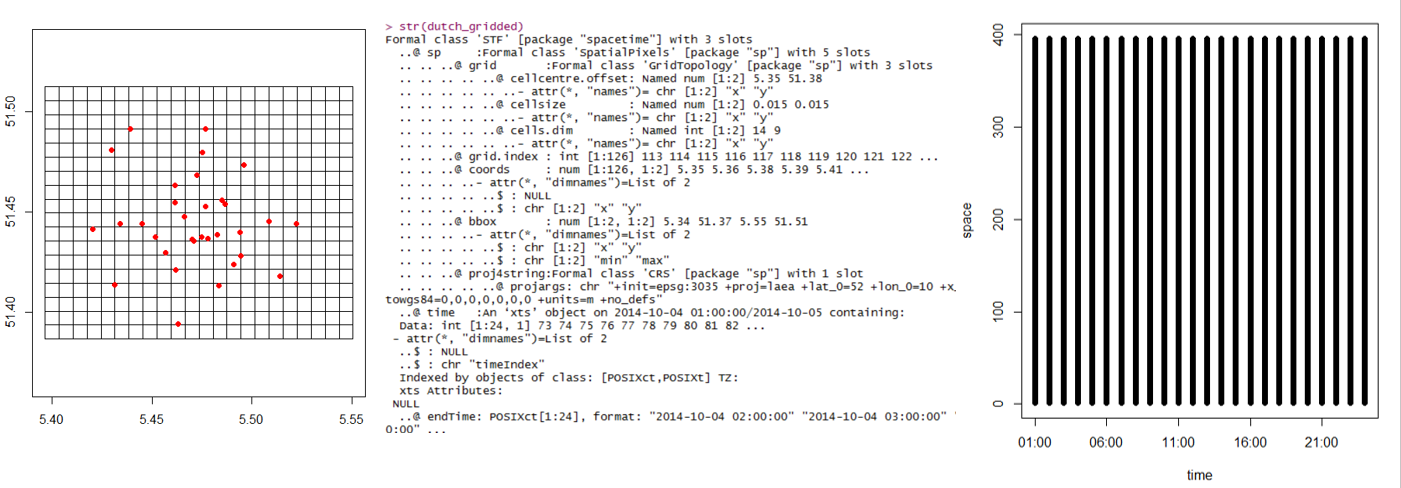 51.50
51.45
51.40
5.40 5.45 5.50 5.55
> str(dutch_gridded)
Formal class 'STF' [package "spacetime"] with 3 slots
..@ sp :Formal class 'SpatialPixels' [package "sp"] with 5 slots
.. .. ..@ grid :Formal class 'GridTopology' [package "sp"] with 3 slots
.. .. .. .. ..@ cellcentre.offset: Named num [1:2] 5.35 51.38
.. .. .. .. .. ..- attr(*, "names")= chr [1:2] "x" "y"
.. .. .. .. ..@ cellsize : Named num [1:2] 0.015 0.015
.. .. .. .. .. ..- attr(*, "names")= chr [1:2] "x" "y"
.. .. .. .. ..@ cells.dim : Named int [1:2] 14 9
.. .. .. .. .. ..- attr(*, "names")= chr [1:2] "x" "y"
.. .. ..@ grid.index : int [1:126] 113 114 115 116 117 118 119 120 121 122 ...
.. .. ..@ coords : num [1:126, 1:2] 5.35 5.36 5.38 5.39 5.41 ...
.. .. .. ..- attr(*, "dimnames")=List of 2
.. .. .. .. ..$ : NULL
.. .. .. .. ..$ : chr [1:2] "x" "y"
.. .. ..@ bbox : num [1:2, 1:2] 5.34 51.37 5.55 51.51
.. .. .. ..- attr(*, "dimnames")=List of 2
.. .. .. .. ..$ : chr [1:2] "x" "y"
.. .. .. .. ..$ : chr [1:2] "min" "max"
.. .. ..@ proj4string:Formal class 'CRS' [package "sp"] with 1 slot
.. .. .. .. ..@ projargs: chr "+init=epsg:3035 +proj=laea +lat_0=52 +lon_0=10 +x_
towgs84=0,0,0,0,0,0,0 +units=m +no_defs"
..@ time :An ‘xts’ object on 2014-10-04 01:00:00/2014-10-05 containing:
Data: int [1:24, 1] 73 74 75 76 77 78 79 80 81 82 ...
- attr(*, "dimnames")=List of 2
..$ : NULL
..$ : chr "timeIndex"
Indexed by objects of class: [POSIXct,POSIXt] TZ:
xts Attributes:
NULL
..@ endTime: POSIXct[1:24], format: "2014-10-04 02:00:00" "2014-10-04 03:00:00" "
0:00" ...
400
300
200
100
0
space
01:00 06:00 11:00 16:00 21:00
time